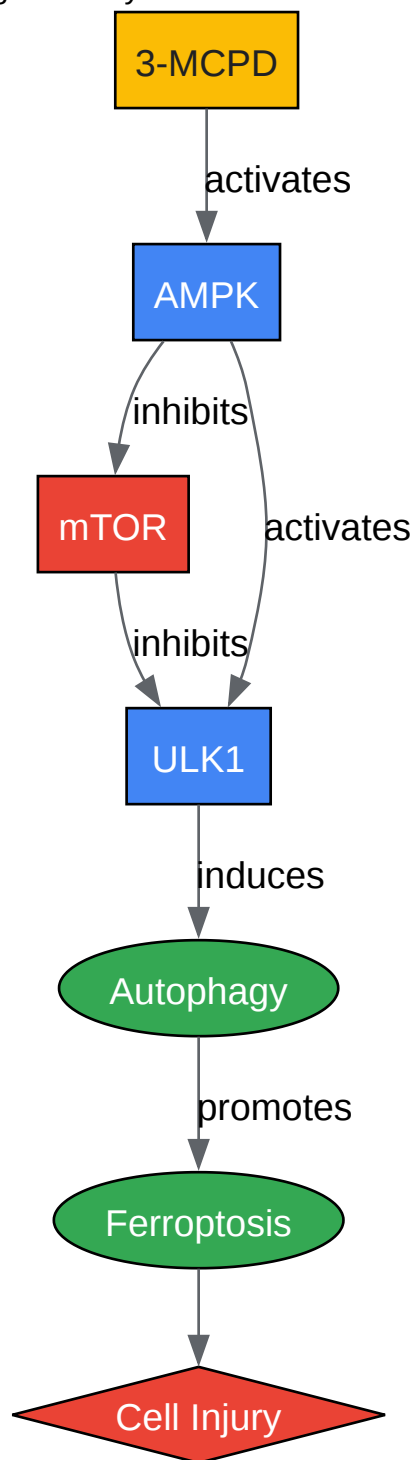 3-MCPD
activates
AMPK
inhibits
mTOR
activates
inhibits
ULK1
induces
Autophagy
promotes
Ferroptosis
Cell Injury